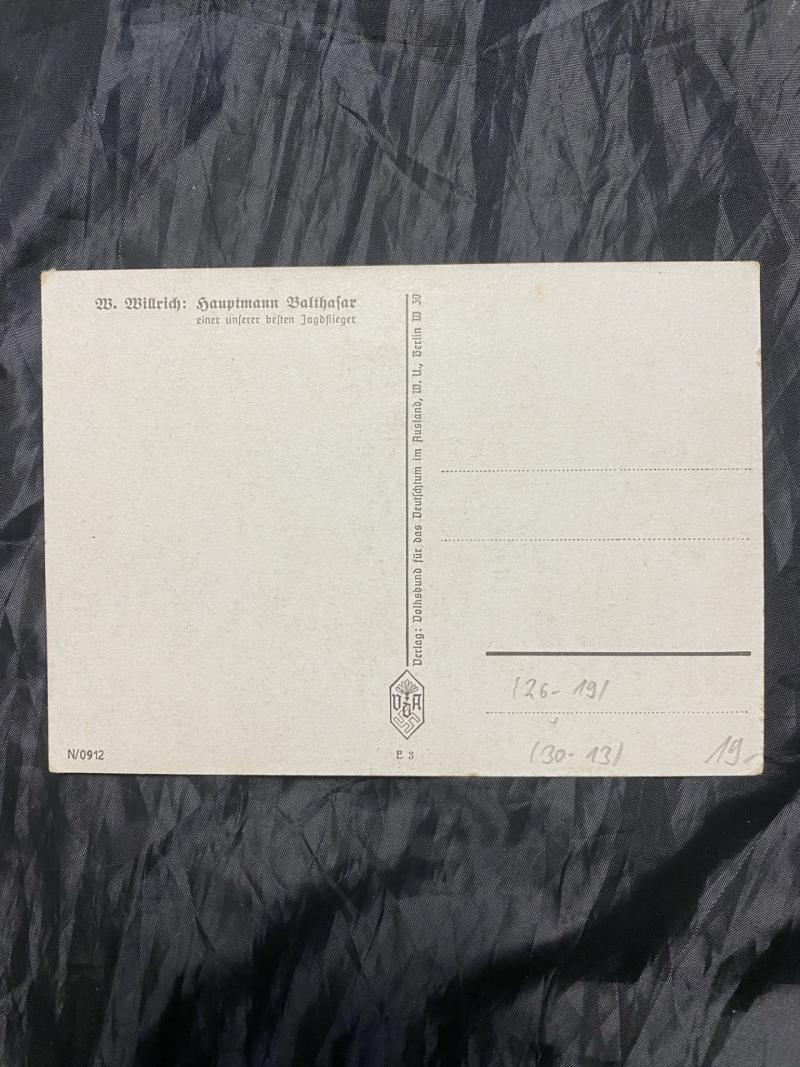 W. Willrich: Hauptmann Balthaſar
einer unſerer beſten Jagdflieger
Verlag: Volksbund für das Deutſchtum im Ausland, W. U., Berlin W 30
VDA
N/0912
E 3
(26- 19)
(30- 13)
19.-